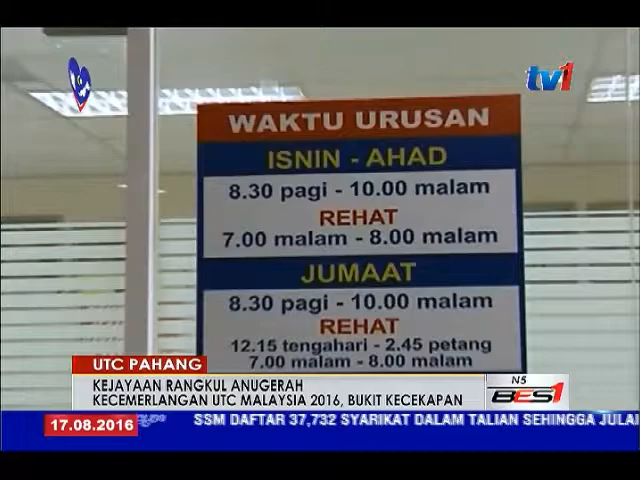 tv1
WAKTU URUSAN
ISNIN - AHAD
8.30 pagi - 10.00 malam
REHAT
7.00 malam - 8.00 malam
JUMAAT
8.30 pagi - 10.00 malam
REHAT
12.15 tengahari - 2.45 petang
7.00 malam - 8.00 malam
UTC PAHANG
KEJAYAAN RANGKUL ANUGERAH
KECEMERLANGAN UTC MALAYSIA 2016, BUKIT KECEKAPAN
N5
BES1
17.08.2016
SSM DAFTAR 37,732 SYARIKAT DALAM TALIAN SEHINGGA JULAI